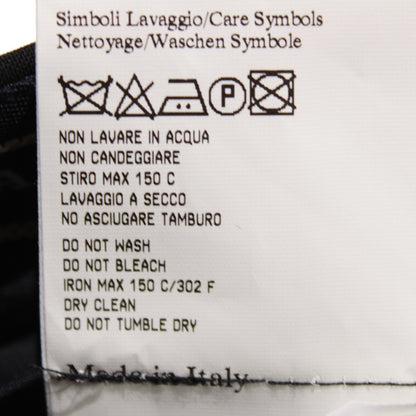 Simboli Lavaggio/Care Symbols
Nettoyage/Waschen Symbole
P
NON LAVARE IN ACQUA
NON CANDEGGIARE
STIRO MAX 150 C
LAVAGGIO A SECCO
NO ASCIUGARE TAMBURO
DO NOT WASH
DO NOT BLEACH
IRON MAX 150 C/302 F
DRY CLEAN
DO NOT TUMBLE DRY
Made in Italy